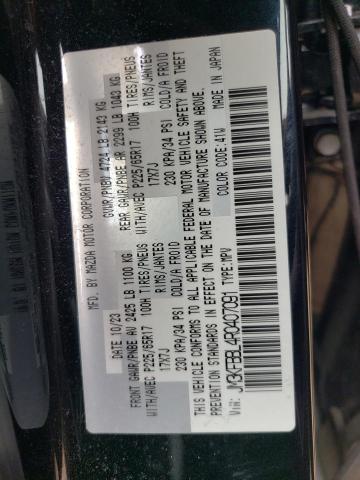 MFD. BY MAZDA MOTOR CORPORATION
DATE: 10/23 GVWR/PNBV 4724 LB 2143 KG
FRONT GAWR/PNBE AV 2425 LB 1100 KG REAR GAWR/PNBE AR 2299 LB 1043 KG
WITH/AVEC P225/65R17 100H TIRES/PNEUS WITH/AVEC P225/65R17 100H TIRES/PNEUS
17X7J RIMS/JANTES 17X7J RIMS/JANTES
230 KPA/34 PSI COLD/A FROID 230 KPA/34 PSI COLD/A FROID
THIS VEHICLE CONFORMS TO ALL APPLICABLE FEDERAL MOTOR VEHICLE SAFETY AND THEFT
PREVENTION STANDARDS IN EFFECT ON THE DATE OF MANUFACTURE SHOWN ABOVE.
JM3KFBBL4R0407097 COLOR CODE:41W MADE IN JAPAN
VIN: TYPE:MPV